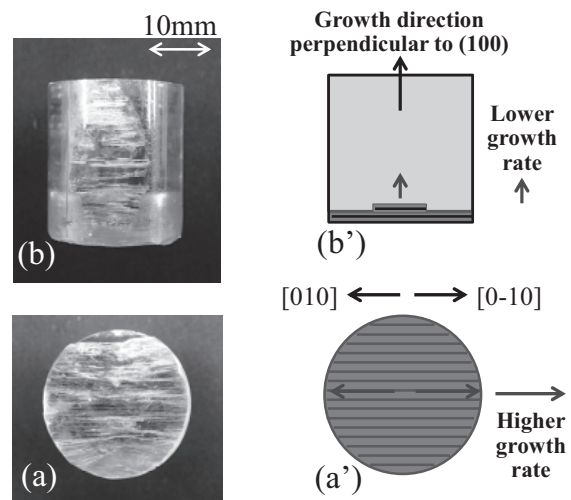 10mm
Growth direction
perpendicular to (100)
Lower
growth
rate
(b)
(b')
[010]
[0-10]
Higher
growth
rate
(a)
(a')